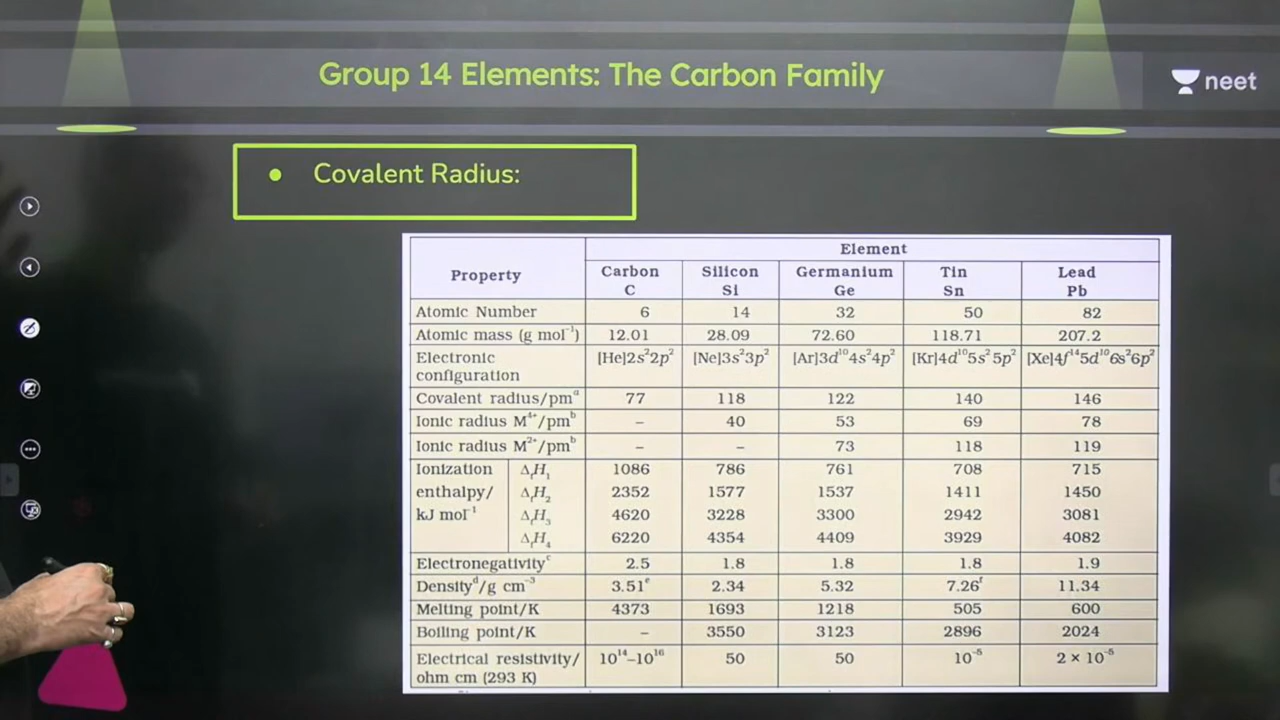 Group 14 Elements: The Carbon Family
neet
• Covalent Radius:
Property Element
Carbon Silicon Germanium Tin Lead
C Si Ge Sn Pb
Atomic Number 6 14 32 50 82
Atomic mass (g mol⁻¹) 12.01 28.09 72.60 118.71 207.2
Electronic configuration [He]2s²2p² [Ne]3s²3p² [Ar]3d¹⁰4s²4p² [Kr]4d¹⁰5s²5p² [Xe]4f¹⁴5d¹⁰6s²6p²
Covalent radius/pmᵃ 77 118 122 140 146
Ionic radius M⁴⁺/pmᵇ – 40 53 69 78
Ionic radius M²⁺/pmᵇ – – 73 118 119
Ionization ΔᵢH₁ 1086 786 761 708 715
enthalpy/ ΔᵢH₂ 2352 1577 1537 1411 1450
kJ mol⁻¹ ΔᵢH₃ 4620 3228 3300 2942 3081
ΔᵢH₄ 6220 4354 4409 3929 4082
Electronegativityᶜ 2.5 1.8 1.8 1.8 1.9
Densityᵈ/g cm⁻³ 3.51ᵉ 2.34 5.32 7.26ᶠ 11.34
Melting point/K 4373 1693 1218 505 600
Boiling point/K – 3550 3123 2896 2024
Electrical resistivity/ 10¹⁴–10¹⁶ 50 50 10⁻⁵ 2 × 10⁻⁵
ohm cm (293 K)